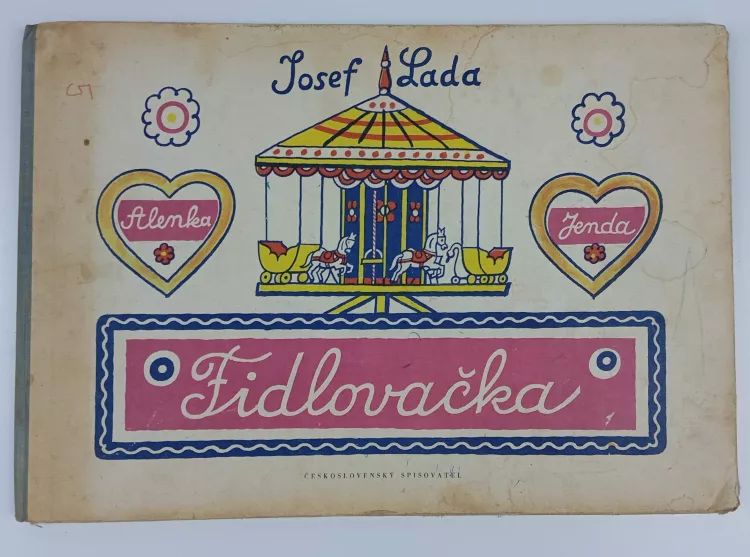 Josef Lada
Alenka
Jenda
Fidlovačka
ČESKOSLOVENSKÝ SPISOVATEL